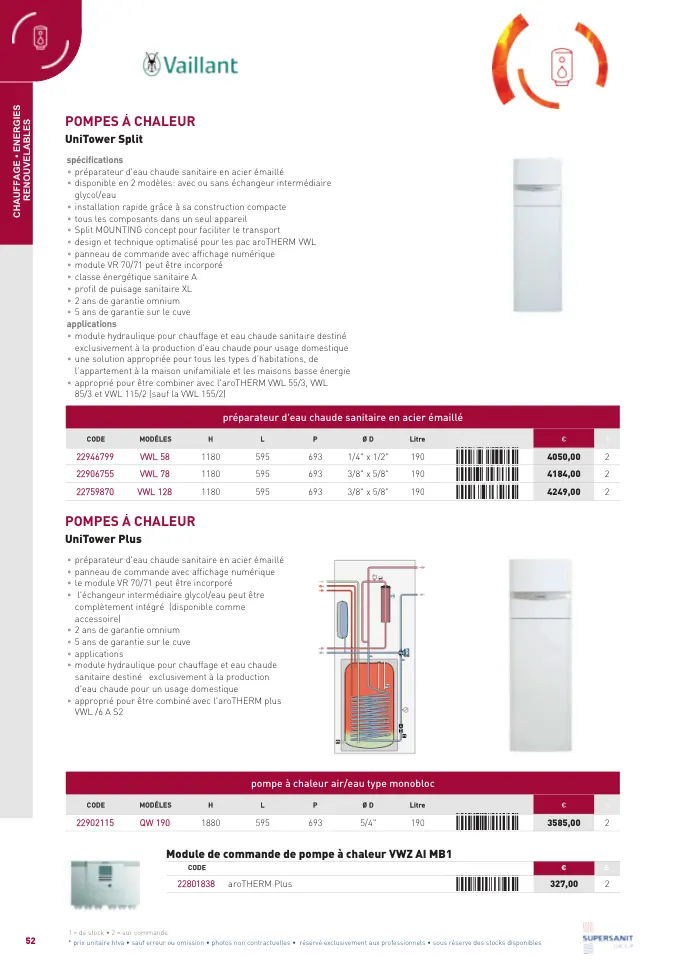 CHAUFFAGE • ENERGIES
RENOUVELABLES
Vaillant
POMPES Á CHALEUR
UniTower Split
spécifications
• préparateur d'eau chaude sanitaire en acier émaillé
• disponible en 2 modèles: avec ou sans échangeur intermédiaire
glycol/eau
• installation rapide grâce à sa construction compacte
• tous les composants dans un seul appareil
• Split MOUNTING concept pour faciliter le transport
• design et technique optimalisé pour les pac aroTHERM VWL
• panneau de commande avec affichage numérique
• module VR 70/71 peut être incorporé
• classe énergétique sanitaire A
• profil de puisage sanitaire XL
• 2 ans de garantie omnium
• 5 ans de garantie sur le cuve
applications
• module hydraulique pour chauffage et eau chaude sanitaire destiné
exclusivement à la production d'eau chaude pour usage domestique
• une solution appropriée pour tous les types d'habitations, de
l'appartement à la maison unifamiliale et les maisons basse énergie
• approprié pour être combiner avec l'aroTHERM VWL 55/3, VWL
85/3 et VWL 115/2 (sauf la VWL 155/2)
préparateur d'eau chaude sanitaire en acier émaillé
CODE MODÈLES H L P Ø D Litre €
22946799 VWL 58 1180 595 693 1/4" x 1/2" 190 4050,00 2
22906755 VWL 78 1180 595 693 3/8" x 5/8" 190 4184,00 2
22759870 VWL 128 1180 595 693 3/8" x 5/8" 190 4249,00 2
POMPES Á CHALEUR
UniTower Plus
• préparateur d'eau chaude sanitaire en acier émaillé
• panneau de commande avec affichage numérique
• le module VR 70/71 peut être incorporé
• l'échangeur intermédiaire glycol/eau peut être
complètement intégré (disponible comme
accessoire)
• 2 ans de garantie omnium
• 5 ans de garantie sur le cuve
• applications
• module hydraulique pour chauffage et eau chaude
sanitaire destiné exclusivement à la production
d'eau chaude pour un usage domestique
• approprié pour être combiné avec l'aroTHERM plus
VWL /6 A S2
pompe à chaleur air/eau type monobloc
CODE MODÈLES H L P Ø D Litre €
22902115 QW 190 1880 595 693 5/4" 190 3585,00 2
Module de commande de pompe à chaleur VWZ AI MB1
CODE €
22801838 aroTHERM Plus 327,00 2
1 = de stock • 2 = sur commande
* prix unitaire htva • sauf erreur ou omission • photos non contractuelles • réservé exclusivement aux professionnels • sous réserve des stocks disponibles
52
SUPERSANIT
GROUP